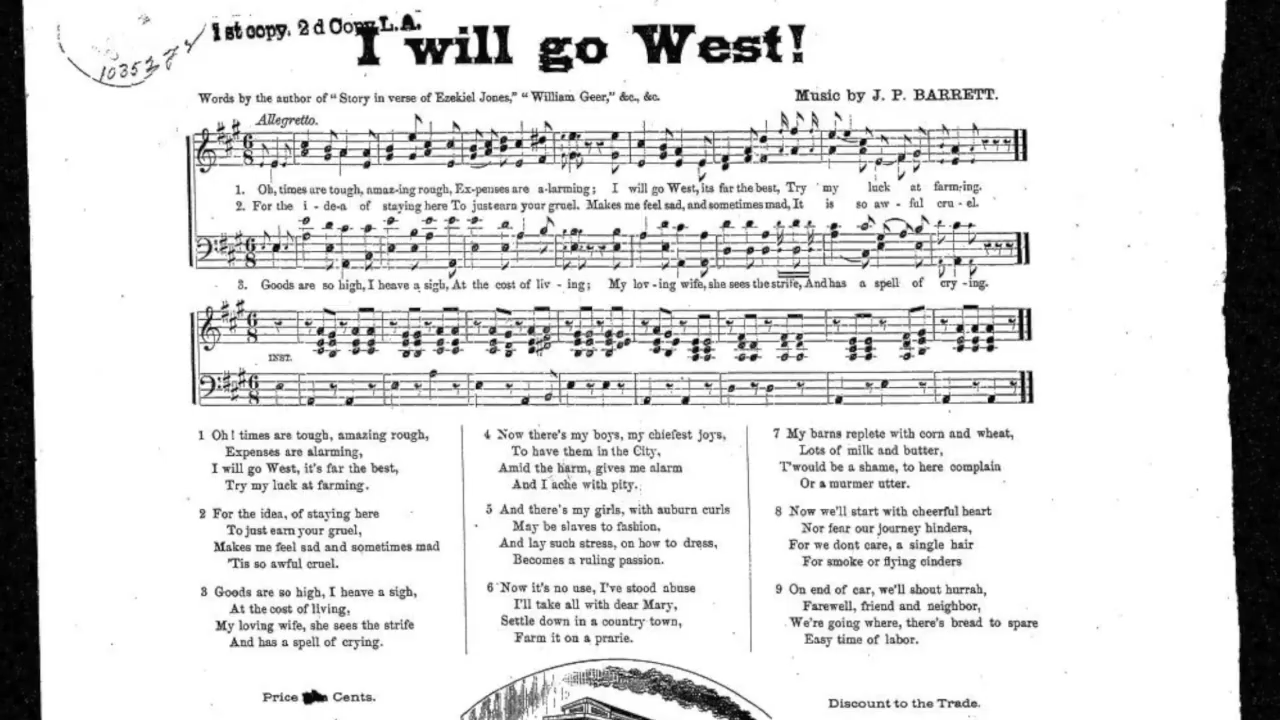 1st copy. 2 d Copy L.A.
I will go West!
Words by the author of "Story in verse of Ezekiel Jones," "William Geer," &c., &c.
Music by J. P. BARRETT.
Allegretto.
1. Oh, times are tough, amaz-ing rough, Ex-penses are a-larming; I will go West, its far the best, Try my luck at farm-ing.
2. For the i - de-a of staying here To just earn your gruel. Makes me feel sad, and sometimes mad, It is so aw - ful cru - el.
3. Goods are so high, I heave a sigh, At the cost of liv - ing; My lov - ing wife, she sees the strife, And has a spell of cry - ing.
INST.
1 Oh! times are tough, amazing rough,
Expenses are alarming,
I will go West, it's far the best,
Try my luck at farming.
2 For the idea, of staying here
To just earn your gruel,
Makes me feel sad and sometimes mad
'Tis so awful cruel.
3 Goods are so high, I heave a sigh,
At the cost of living,
My loving wife, she sees the strife
And has a spell of crying.
4 Now there's my boys, my chiefest joys,
To have them in the City,
Amid the harm, gives me alarm
And I ache with pity.
5 And there's my girls, with auburn curls
May be slaves to fashion,
And lay such stress, on how to dress,
Becomes a ruling passion.
6 Now it's no use, I've stood abuse
I'll take all with dear Mary,
Settle down in a country town,
Farm it on a prarie.
7 My barns replete with corn and wheat,
Lots of milk and butter,
T'would be a shame, to here complain
Or a murmer utter.
8 Now we'll start with cheerful heart
Nor fear our journey hinders,
For we dont care, a single hair
For smoke or flying cinders
9 On end of car, we'll shout hurrah,
Farewell, friend and neighbor,
We're going where, there's bread to spare
Easy time of labor.
Price Cents.
Discount to the Trade.